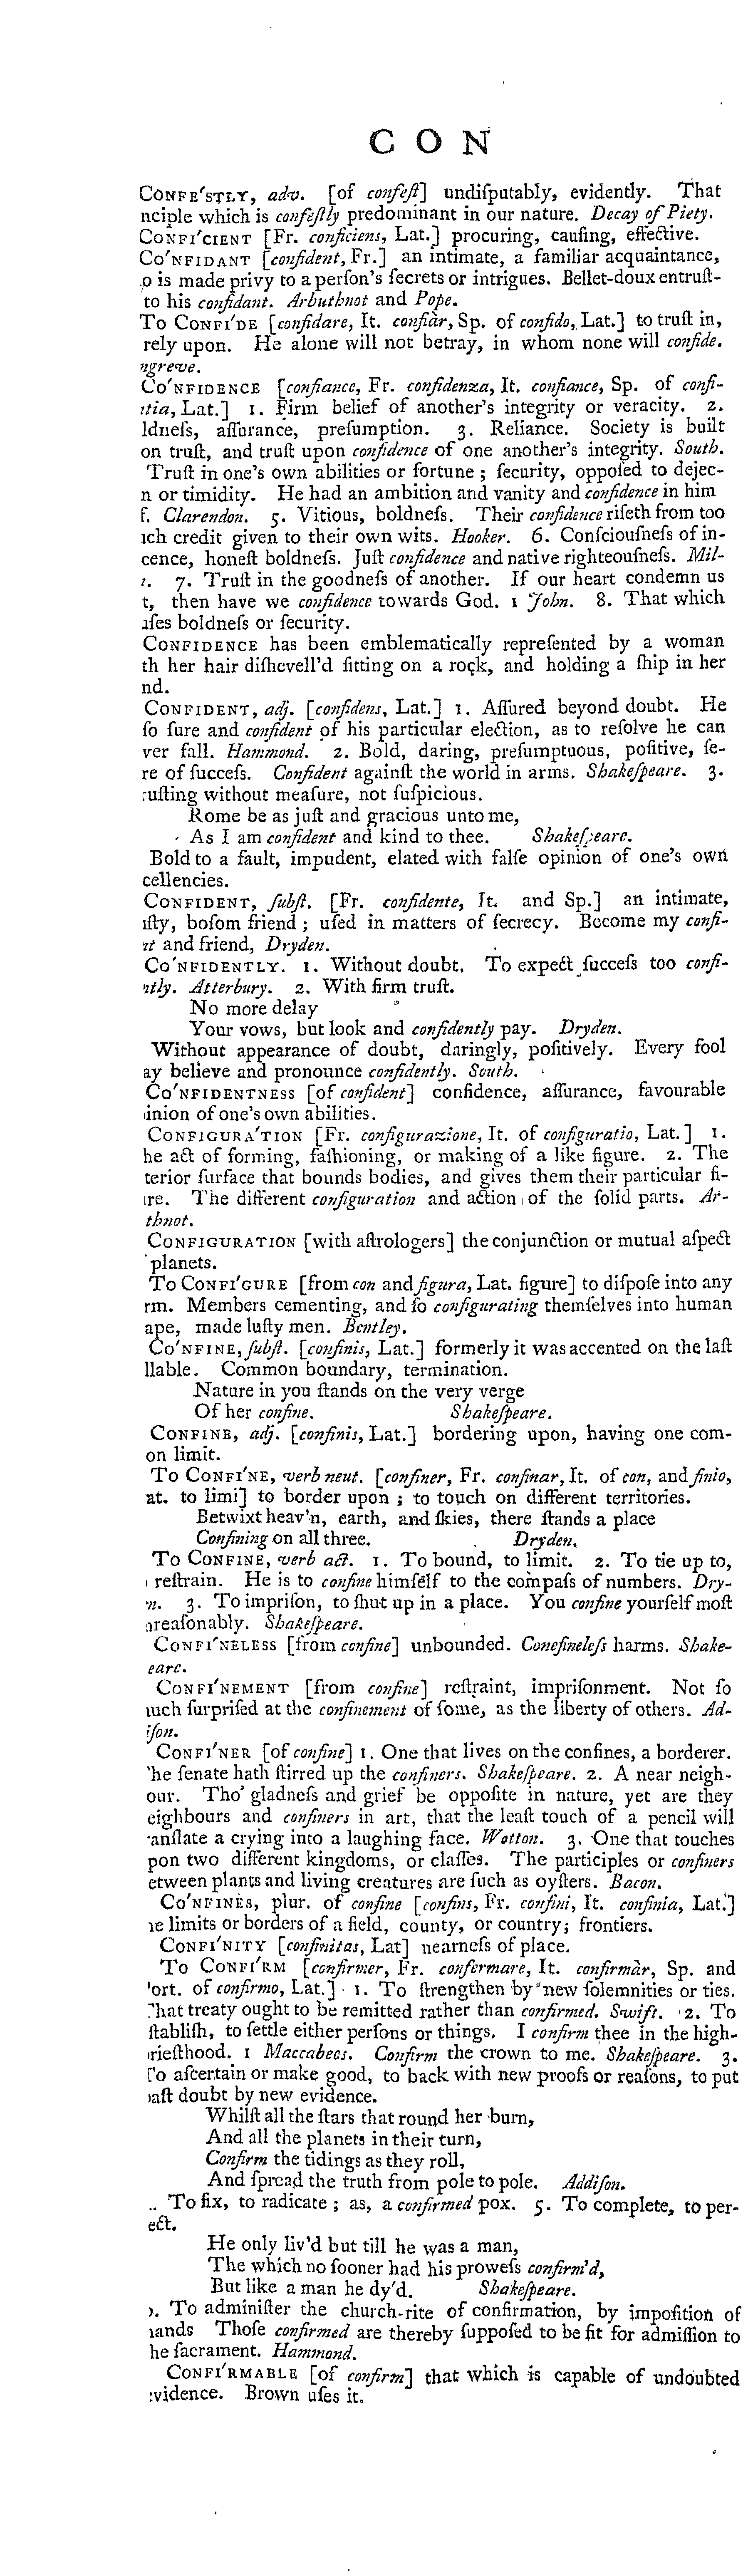 CON
CONFE'STLY, adv. [of confeſt] undiſputably, evidently. That
nciple which is confeſtly predominant in our nature. Decay of Piety.
CONFI'CIENT [Fr. conficiens, Lat.] procuring, cauſing, effective.
CO'NFIDANT [confident, Fr.] an intimate, a familiar acquaintance,
o is made privy to a perſon's ſecrets or intrigues. Bellet-doux entruſt-
to his confidant. Arbuthnot and Pope.
To CONFI'DE [confidare, It. confiàr, Sp. of confido, Lat.] to truſt in,
rely upon. He alone will not betray, in whom none will confide.
ngreve.
CO'NFIDENCE [confiance, Fr. confidenza, It. confiance, Sp. of confi-
tia, Lat.] 1. Firm belief of another's integrity or veracity. 2.
ldneſs, aſſurance, preſumption. 3. Reliance. Society is built
on truſt, and truſt upon confidence of one another's integrity. South.
Truſt in one's own abilities or fortune; ſecurity, oppoſed to dejec-
n or timidity. He had an ambition and vanity and confidence in him
f. Clarendon. 5. Vitious, boldneſs. Their confidence riſeth from too
ich credit given to their own wits. Hooker. 6. Conſciouſneſs of in-
cence, honeſt boldneſs. Juſt confidence and native righteouſneſs. Mil-
. 7. Truſt in the goodneſs of another. If our heart condemn us
t, then have we confidence towards God. 1 John. 8. That which
uſes boldneſs or ſecurity.
CONFIDENCE has been emblematically repreſented by a woman
th her hair diſhevell'd ſitting on a rock, and holding a ſhip in her
nd.
CONFIDENT, adj. [confidens, Lat.] 1. Aſſured beyond doubt. He
ſo ſure and confident of his particular election, as to reſolve he can
ver fall. Hammond. 2. Bold, daring, preſumptuous, poſitive, ſe-
re of ſucceſs. Confident againſt the world in arms. Shakeſpeare. 3.
ruſting without meaſure, not ſuſpicious.
Rome be as juſt and gracious unto me,
As I am confident and kind to thee. Shakeſpeare.
Bold to a fault, impudent, elated with falſe opinion of one's own
cellencies.
CONFIDENT, ſubſt. [Fr. confidente, It. and Sp.] an intimate,
uſty, boſom friend; uſed in matters of ſecrecy. Become my confi-
nt and friend, Dryden.
CO'NFIDENTLY. 1. Without doubt. To expect ſucceſs too confi-
ntly. Atterbury. 2. With firm truſt.
No more delay
Your vows, but look and confidently pay. Dryden.
Without appearance of doubt, daringly, poſitively. Every fool
ay believe and pronounce confidently. South.
CO'NFIDENTNESS [of confident] confidence, aſſurance, favourable
inion of one's own abilities.
CONFIGURA'TION [Fr. configurazione, It. of configuratio, Lat.] 1.
he act of forming, faſhioning, or making of a like figure. 2. The
terior ſurface that bounds bodies, and gives them their particular fi-
ure. The different configuration and action of the ſolid parts. Ar-
thnot.
CONFIGURATION [with aſtrologers] the conjunction or mutual aſpect
planets.
To CONFI'GURE [from con and figura, Lat. figure] to diſpoſe into any
rm. Members cementing, and ſo configurating themſelves into human
ape, made luſty men. Bentley.
CO'NFINE, ſubſt. [confinis, Lat.] formerly it was accented on the laſt
llable. Common boundary, termination.
Nature in you ſtands on the very verge
Of her confine. Shakeſpeare.
CONFINE, adj. [confinis, Lat.] bordering upon, having one com-
on limit.
To CONFI'NE, verb neut. [confiner, Fr. confinar, It. of con, and finio,
at. to limi] to border upon; to touch on different territories.
Betwixt heav'n, earth, and ſkies, there ſtands a place
Confining on all three. Dryden.
To CONFINE, verb act. 1. To bound, to limit. 2. To tie up to,
reſtrain. He is to confine himſelf to the compaſs of numbers. Dry-
n. 3. To impriſon, to ſhut up in a place. You confine yourſelf moſt
nreaſonably. Shakeſpeare.
CONFI'NELESS [from confine] unbounded. Conefineleſs harms. Shake-
eare.
CONFI'NEMENT [from confine] reſtraint, impriſonment. Not ſo
uch ſurpriſed at the confinement of ſome, as the liberty of others. Ad-
iſon.
CONFI'NER [of confine] 1. One that lives on the confines, a borderer.
'he ſenate hath ſtirred up the confiners. Shakeſpeare. 2. A near neigh-
our. Tho' gladneſs and grief be oppoſite in nature, yet are they
eighbours and confiners in art, that the leaſt touch of a pencil will
ranſlate a crying into a laughing face. Wotton. 3. One that touches
pon two different kingdoms, or claſſes. The participles or confiners
etween plants and living creatures are ſuch as oyſters. Bacon.
CO'NFINES, plur. of confine [confins, Fr. confini, It. confinia, Lat.]
he limits or borders of a field, county, or country; frontiers.
CONFI'NITY [confinitas, Lat] nearneſs of place.
To CONFI'RM [confirmer, Fr. confermare, It. confirmàr, Sp. and
Port. of confirmo, Lat.] 1. To ſtrengthen by new ſolemnities or ties.
That treaty ought to be remitted rather than confirmed. Swift. 2. To
ſtabliſh, to ſettle either perſons or things. I confirm thee in the high-
rieſthood. 1 Maccabees. Confirm the crown to me. Shakeſpeare. 3.
To aſcertain or make good, to back with new proofs or reaſons, to put
paſt doubt by new evidence.
Whilſt all the ſtars that round her burn,
And all the planets in their turn,
Confirm the tidings as they roll,
And ſpread the truth from pole to pole. Addiſon.
. To fix, to radicate; as, a confirmed pox. 5. To complete, to per-
ect.
He only liv'd but till he was a man,
The which no ſooner had his proweſs confirm'd,
But like a man he dy'd. Shakeſpeare.
. To adminiſter the church-rite of confirmation, by impoſition of
hands Thoſe confirmed are thereby ſuppoſed to be fit for admiſſion to
he ſacrament. Hammond.
CONFI'RMABLE [of confirm] that which is capable of undoubted
evidence. Brown uſes it.